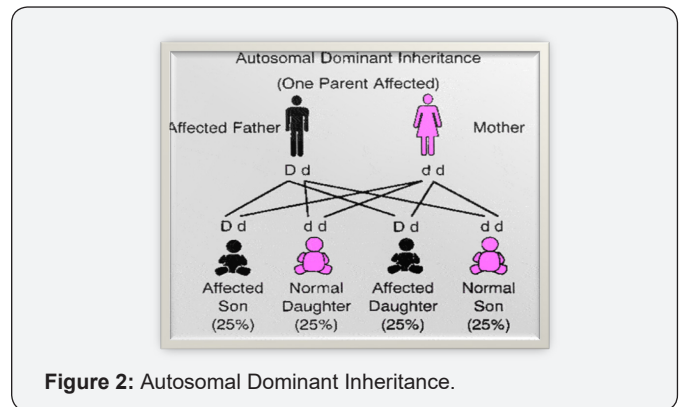 Autosomal Dominant Inheritance
(One Parent Affected)
Affected Father
Mother
D d
d d
D d
d d
D d
d d
Affected Normal Affected Normal
Son Daughter Daughter Son
(25%) (25%) (25%) (25%)
Figure 2: Autosomal Dominant Inheritance.